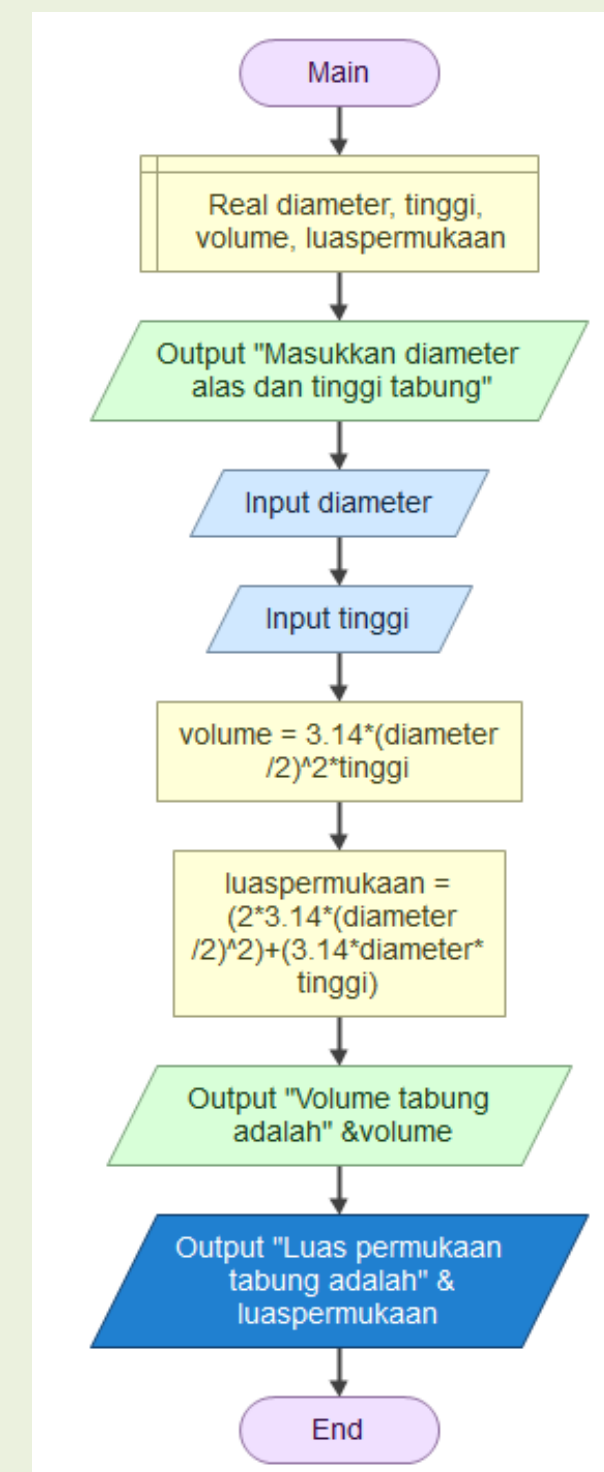 Main
Real diameter, tinggi,
volume, luaspermukaan
Output "Masukkan diameter
alas dan tinggi tabung"
Input diameter
Input tinggi
volume = 3.14*(diameter
/2)^2*tinggi
luaspermukaan =
(2*3.14*(diameter
/2)^2)+(3.14*diameter*
tinggi)
Output "Volume tabung
adalah" &volume
Output "Luas permukaan
tabung adalah" &
luaspermukaan
End